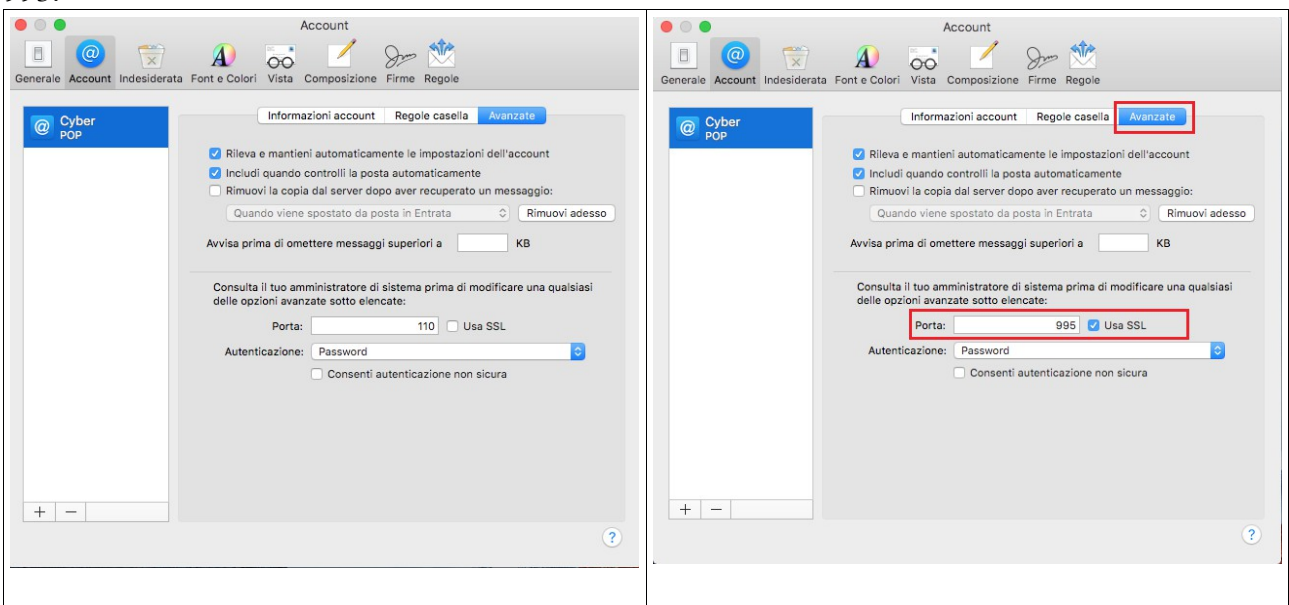 Account
Generale Account Indesiderata Font e Colori Vista Composizione Firme Regole
Cyber
POP
Informazioni account Regole casella Avanzate
Rileva e mantieni automaticamente le impostazioni dell'account
Includi quando controlli la posta automaticamente
Rimuovi la copia dal server dopo aver recuperato un messaggio:
Quando viene spostato da posta in Entrata Rimuovi adesso
Avvisa prima di omettere messaggi superiori a KB
Consulta il tuo amministratore di sistema prima di modificare una qualsiasi
delle opzioni avanzate sotto elencate:
Porta: 110 Usa SSL
Autenticazione: Password
Consenti autenticazione non sicura
+ −
?
Account
Generale Account Indesiderata Font e Colori Vista Composizione Firme Regole
Cyber
POP
Informazioni account Regole casella Avanzate
Rileva e mantieni automaticamente le impostazioni dell'account
Includi quando controlli la posta automaticamente
Rimuovi la copia dal server dopo aver recuperato un messaggio:
Quando viene spostato da posta in Entrata Rimuovi adesso
Avvisa prima di omettere messaggi superiori a KB
Consulta il tuo amministratore di sistema prima di modificare una qualsiasi
delle opzioni avanzate sotto elencate:
Porta: 995 Usa SSL
Autenticazione: Password
Consenti autenticazione non sicura
+ −
?